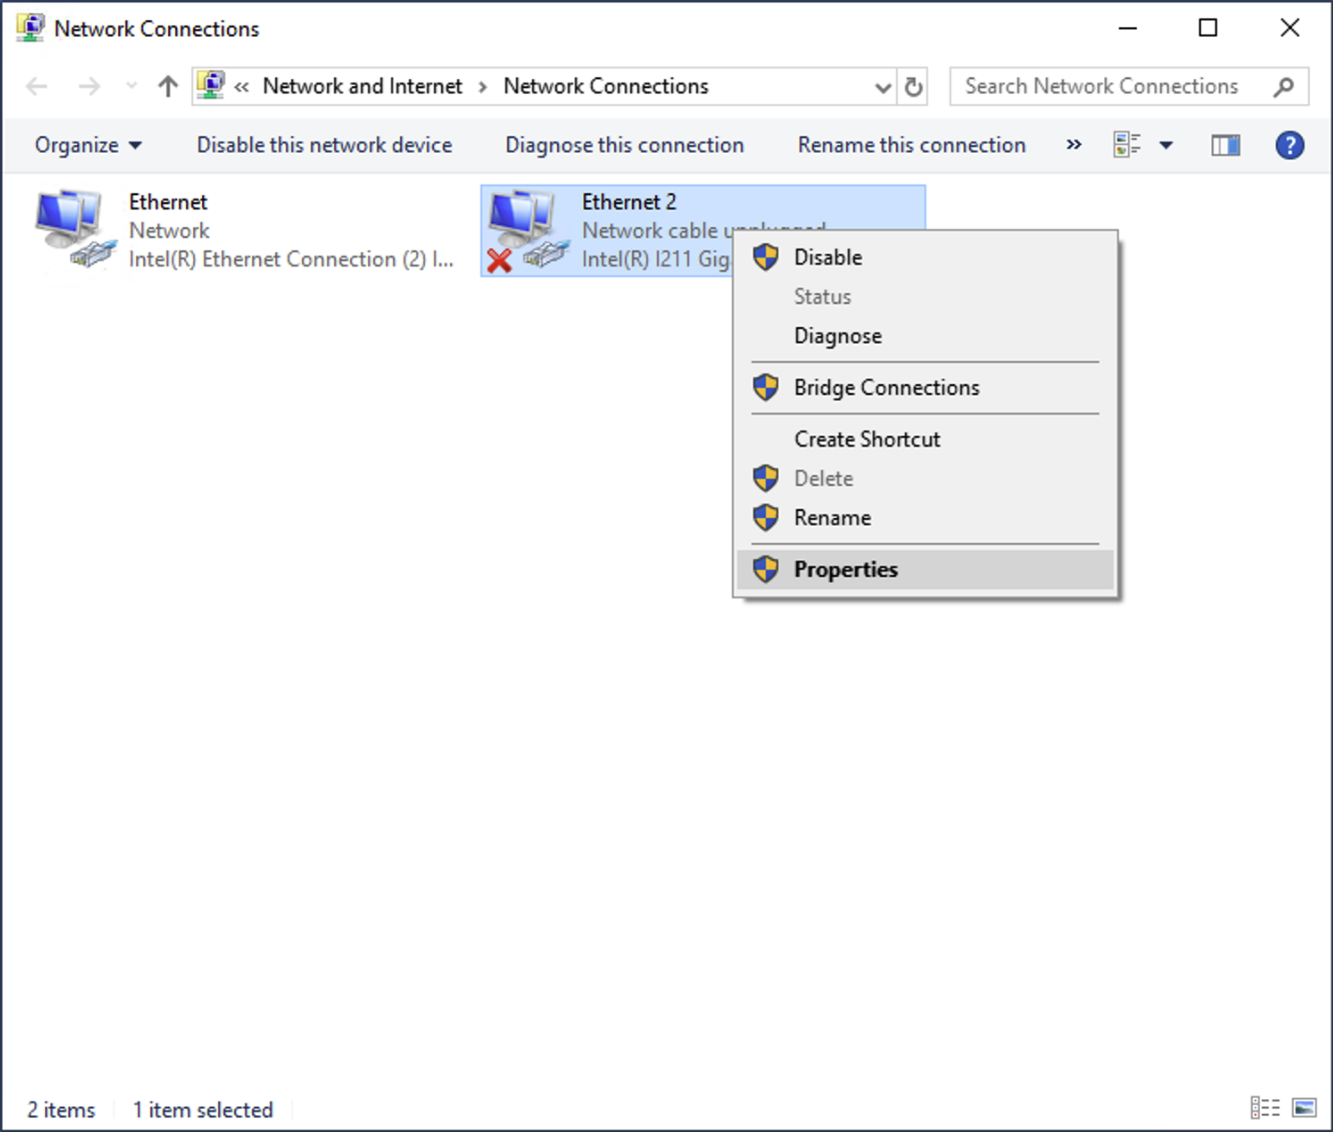 Network Connections
« Network and Internet › Network Connections
Search Network Connections
Organize Disable this network device Diagnose this connection Rename this connection » ?
Ethernet
Network
Intel(R) Ethernet Connection (2) I...
Ethernet 2
Network cable unplugged
Intel(R) I211 Gig
Disable
Status
Diagnose
Bridge Connections
Create Shortcut
Delete
Rename
Properties
2 items 1 item selected